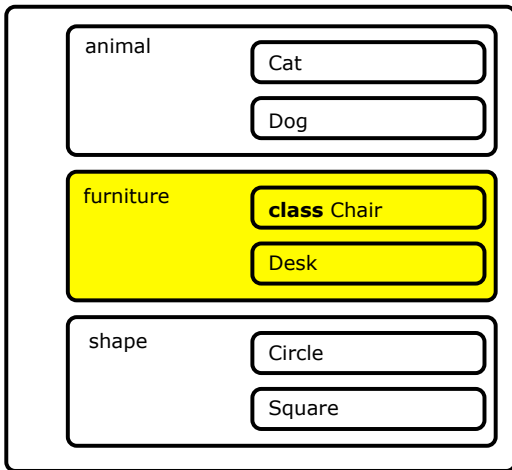 animal
Cat
Dog
furniture
class Chair
Desk
shape
Circle
Square